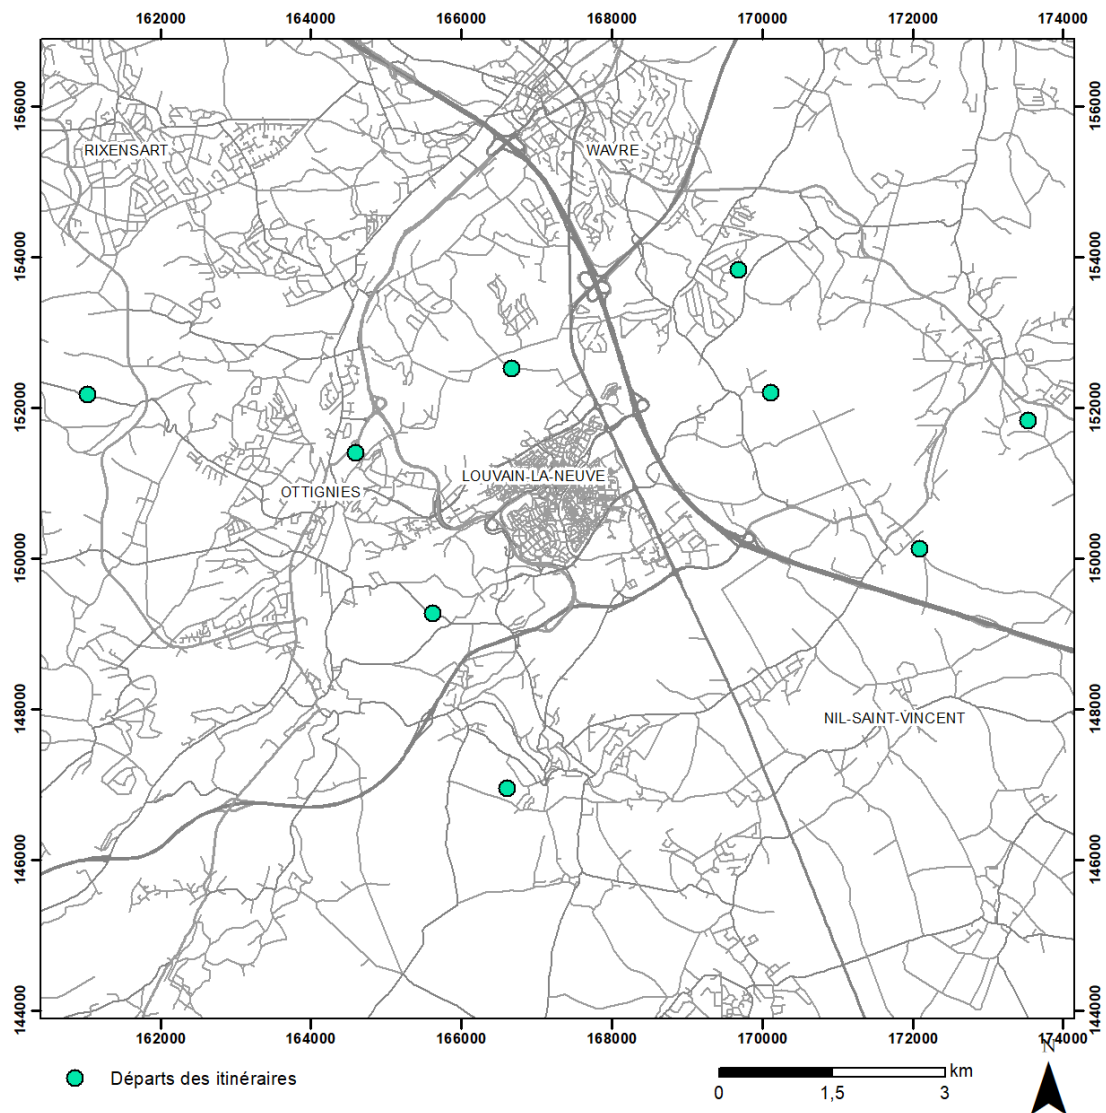 162000 164000 166000 168000 170000 172000 174000
156000 156000
RIXENSART WAVRE
154000 154000
152000 152000
LOUVAIN-LA-NEUVE
OTTIGNIES
150000 150000
148000 148000
NIL-SAINT-VINCENT
146000 146000
144000 144000
162000 164000 166000 168000 170000 172000 174000
N
Départs des itinéraires
km
0 1,5 3